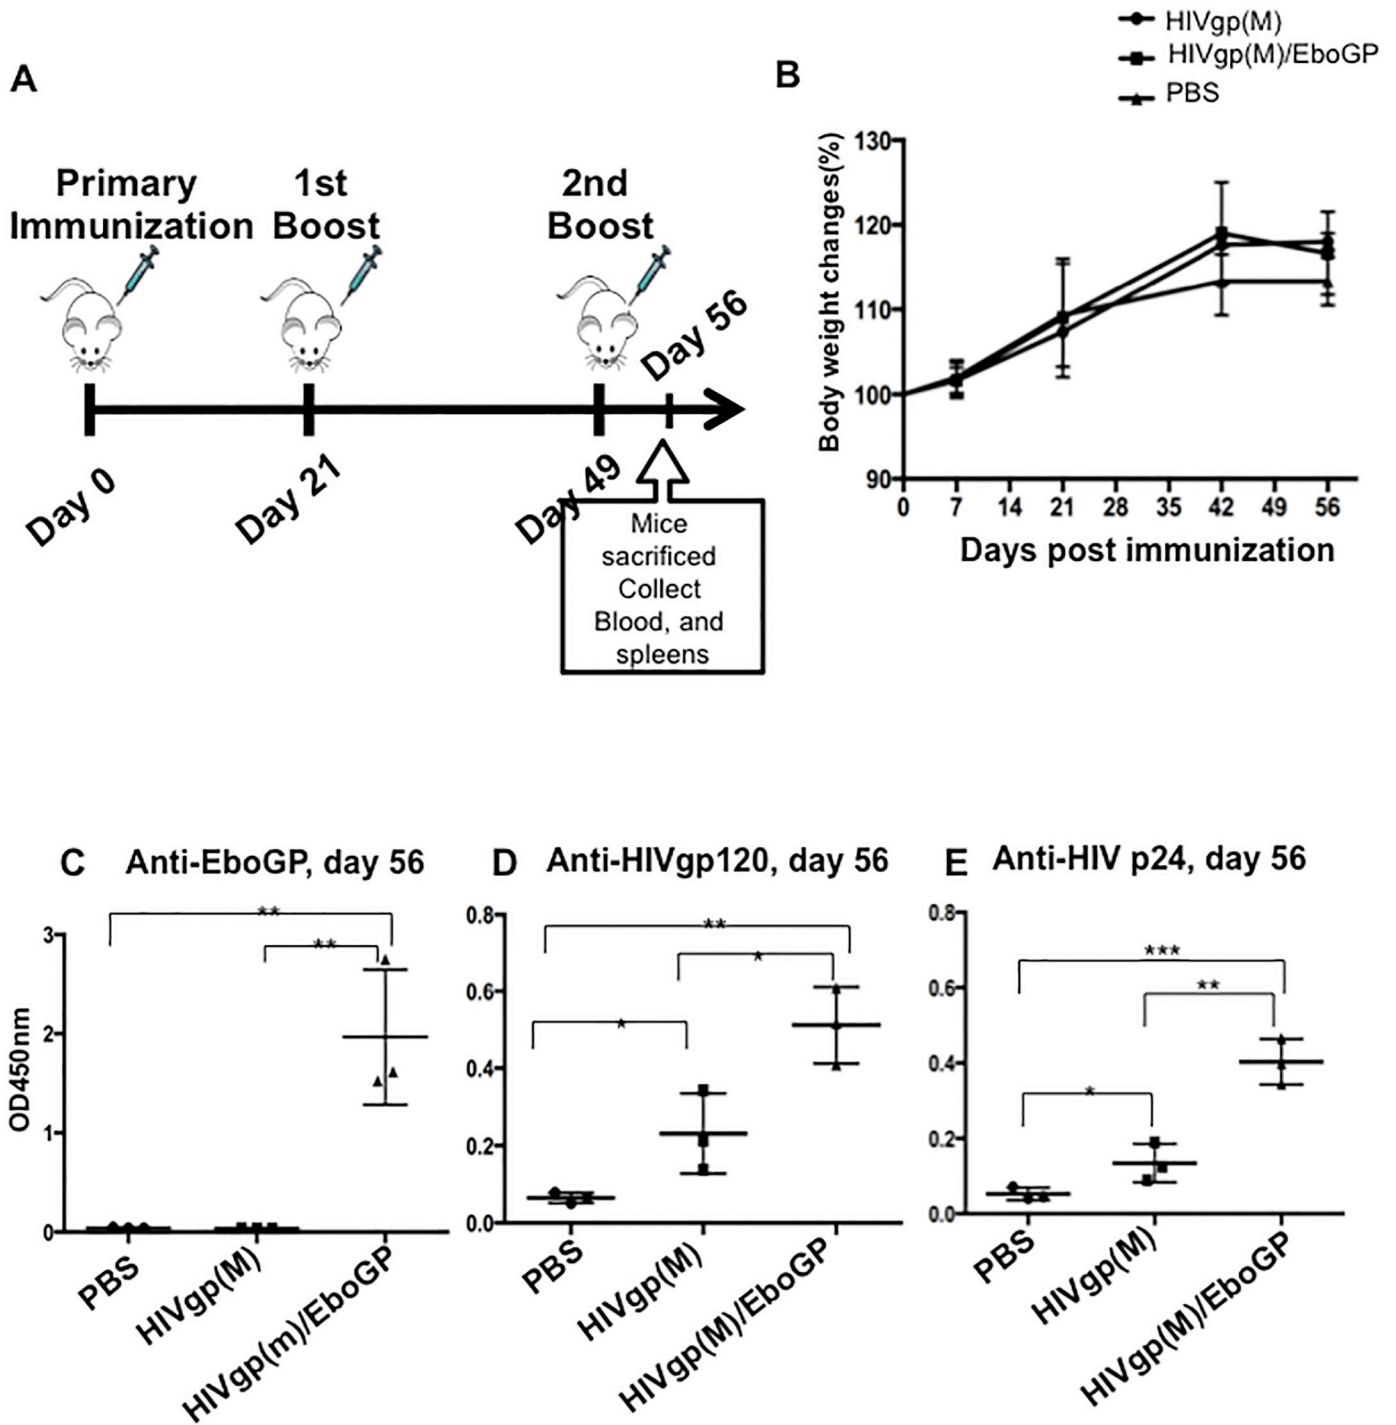 A
Primary
Immunization
1st
Boost
2nd
Boost
Day 56
Day 0
Day 21
Day 49
Mice
sacrificed
Collect
Blood, and
spleens
B
HIVgp(M)
HIVgp(M)/EboGP
PBS
Body weight changes(%)
130
120
110
100
90
0 7 14 21 28 35 42 49 56
Days post immunization
C Anti-EboGP, day 56
OD450nm
**
**
3
2
1
0
PBS
HIVgp(M)
HIVgp(m)/EboGP
D Anti-HIVgp120, day 56
**
*
*
0.8
0.6
0.4
0.2
0.0
PBS
HIVgp(M)
HIVgp(M)/EboGP
E Anti-HIV p24, day 56
***
**
*
0.8
0.6
0.4
0.2
0.0
PBS
HIVgp(M)
HIVgp(M)/EboGP